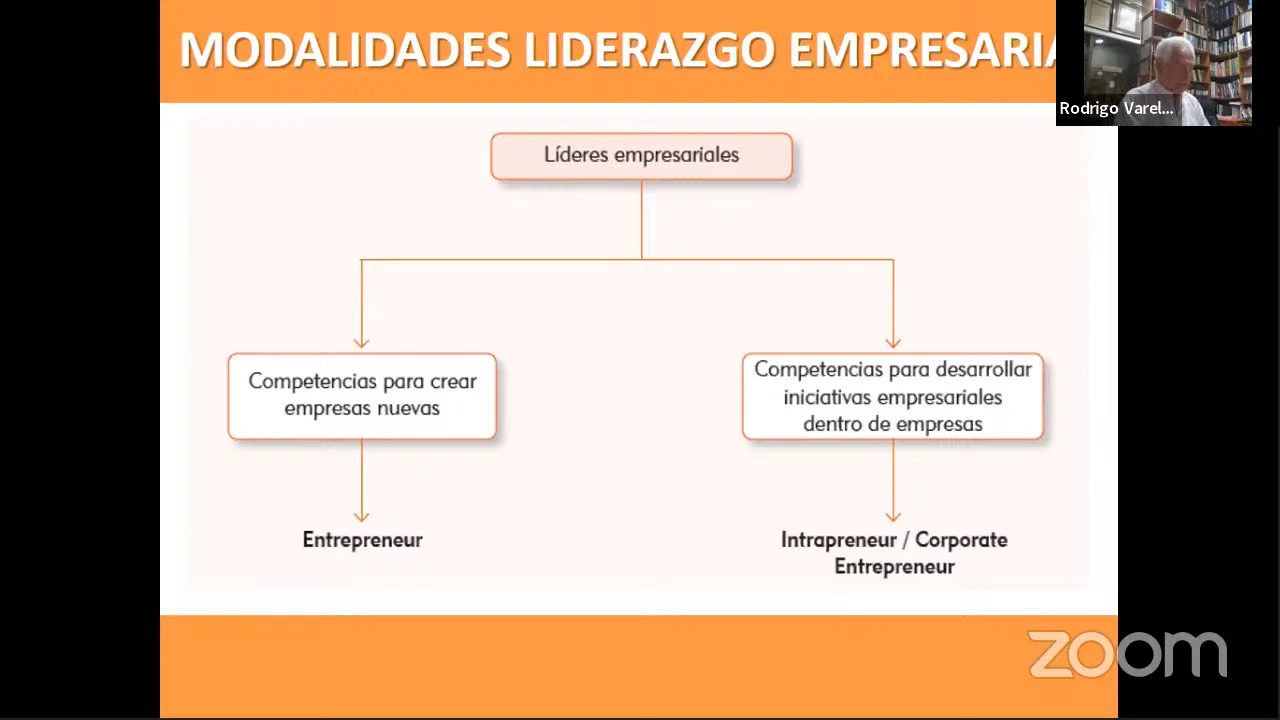 MODALIDADES LIDERAZGO EMPRESARIA
Rodrigo Varel...
Líderes empresariales
Competencias para crear
empresas nuevas
Competencias para desarrollar
iniciativas empresariales
dentro de empresas
Entrepreneur
Intrapreneur / Corporate
Entrepreneur
zoom